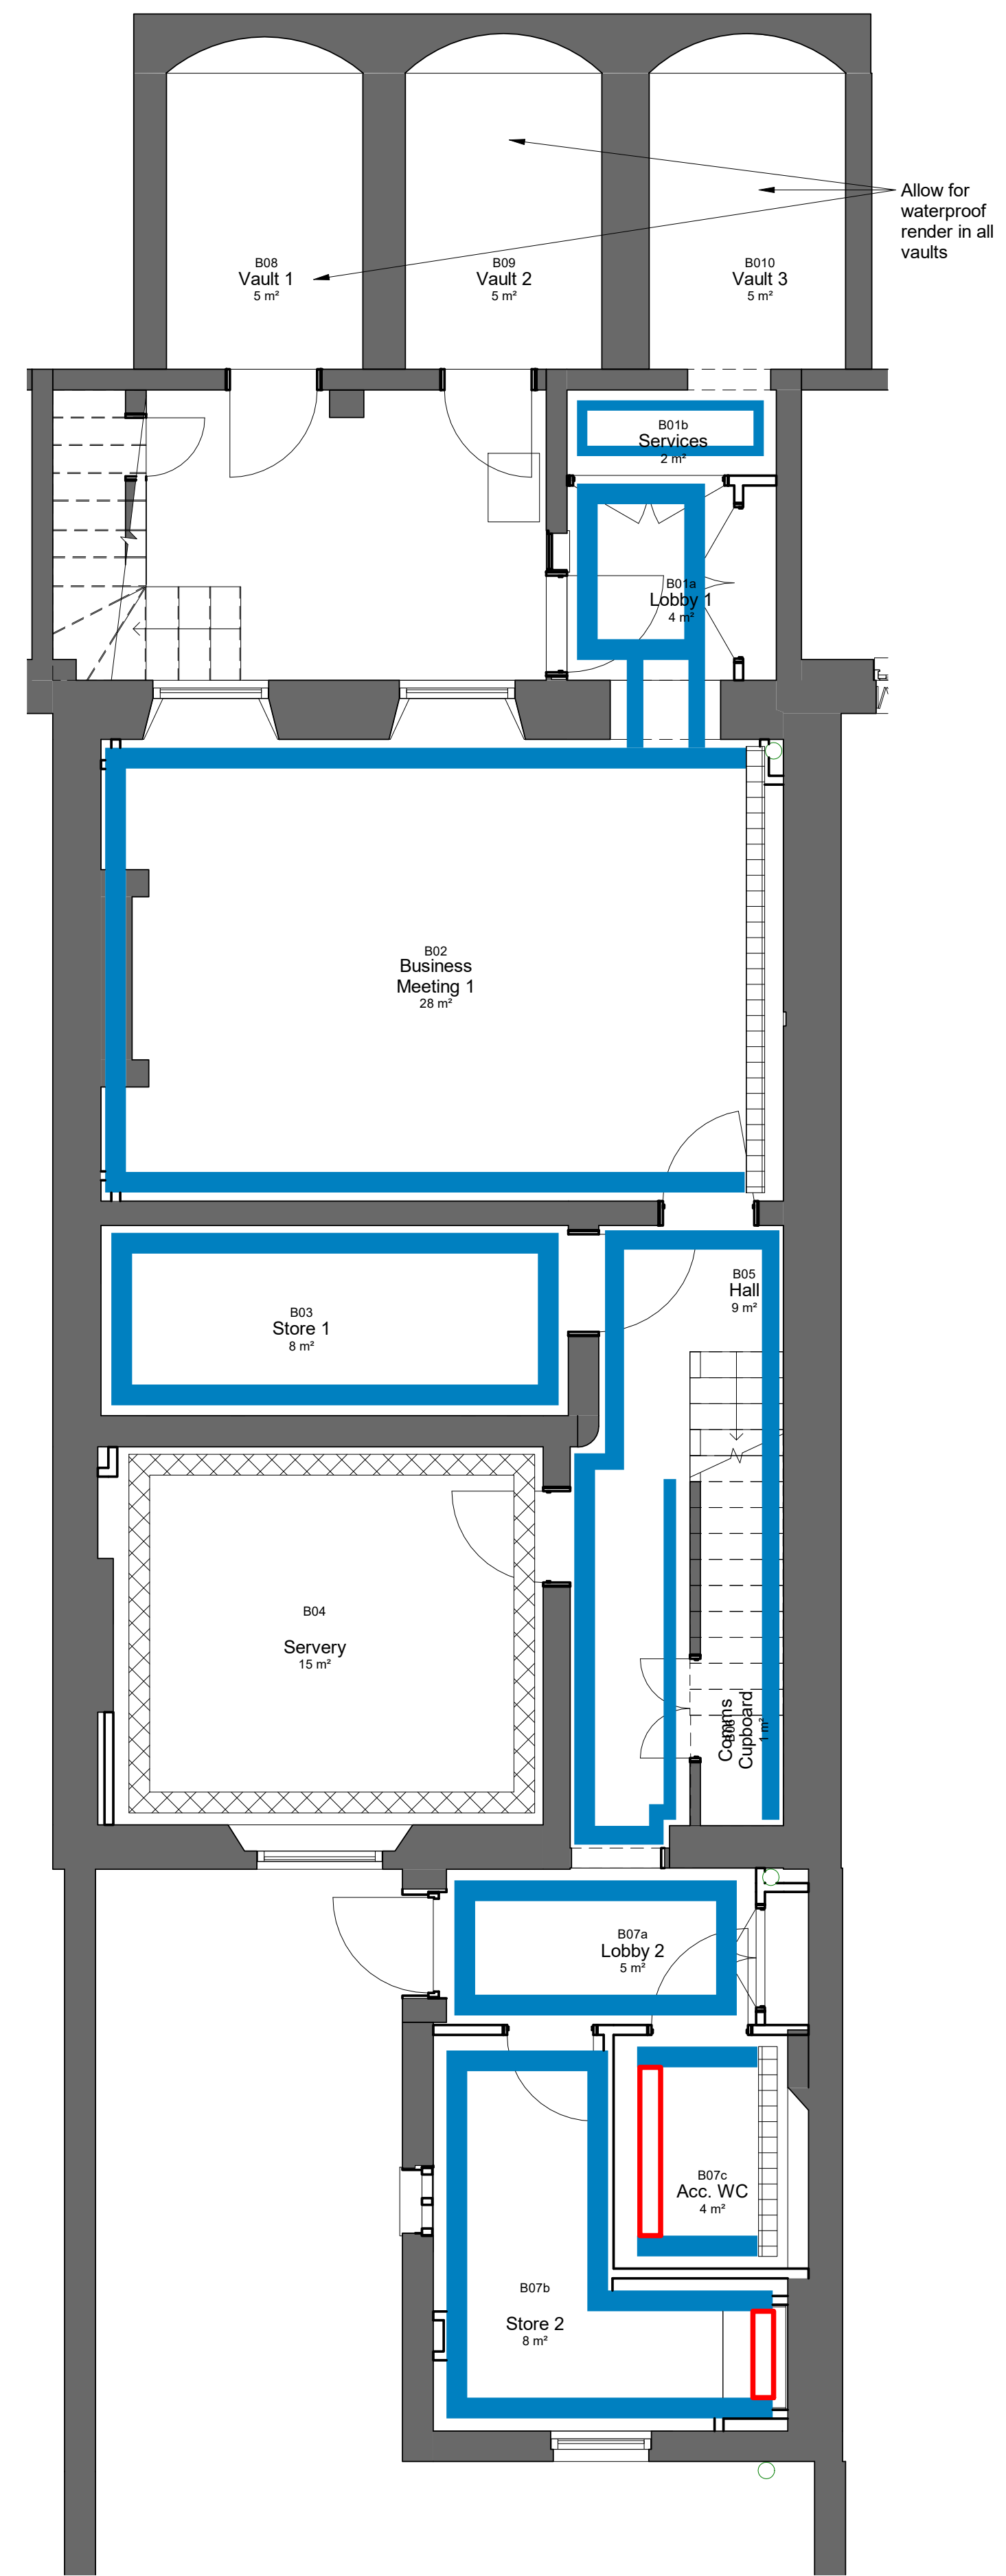 Allow for
waterproof
render in all
vaults
B08
Vault 1
5 m²
B09
Vault 2
5 m²
B010
Vault 3
5 m²
B01b
Services
2 m²
B01a
Lobby 1
4 m²
B02
Business
Meeting 1
28 m²
B03
Store 1
8 m²
B05
Hall
9 m²
B04
Servery
15 m²
Comms
Cupboard
1 m²
B07a
Lobby 2
5 m²
B07c
Acc. WC
4 m²
B07b
Store 2
8 m²